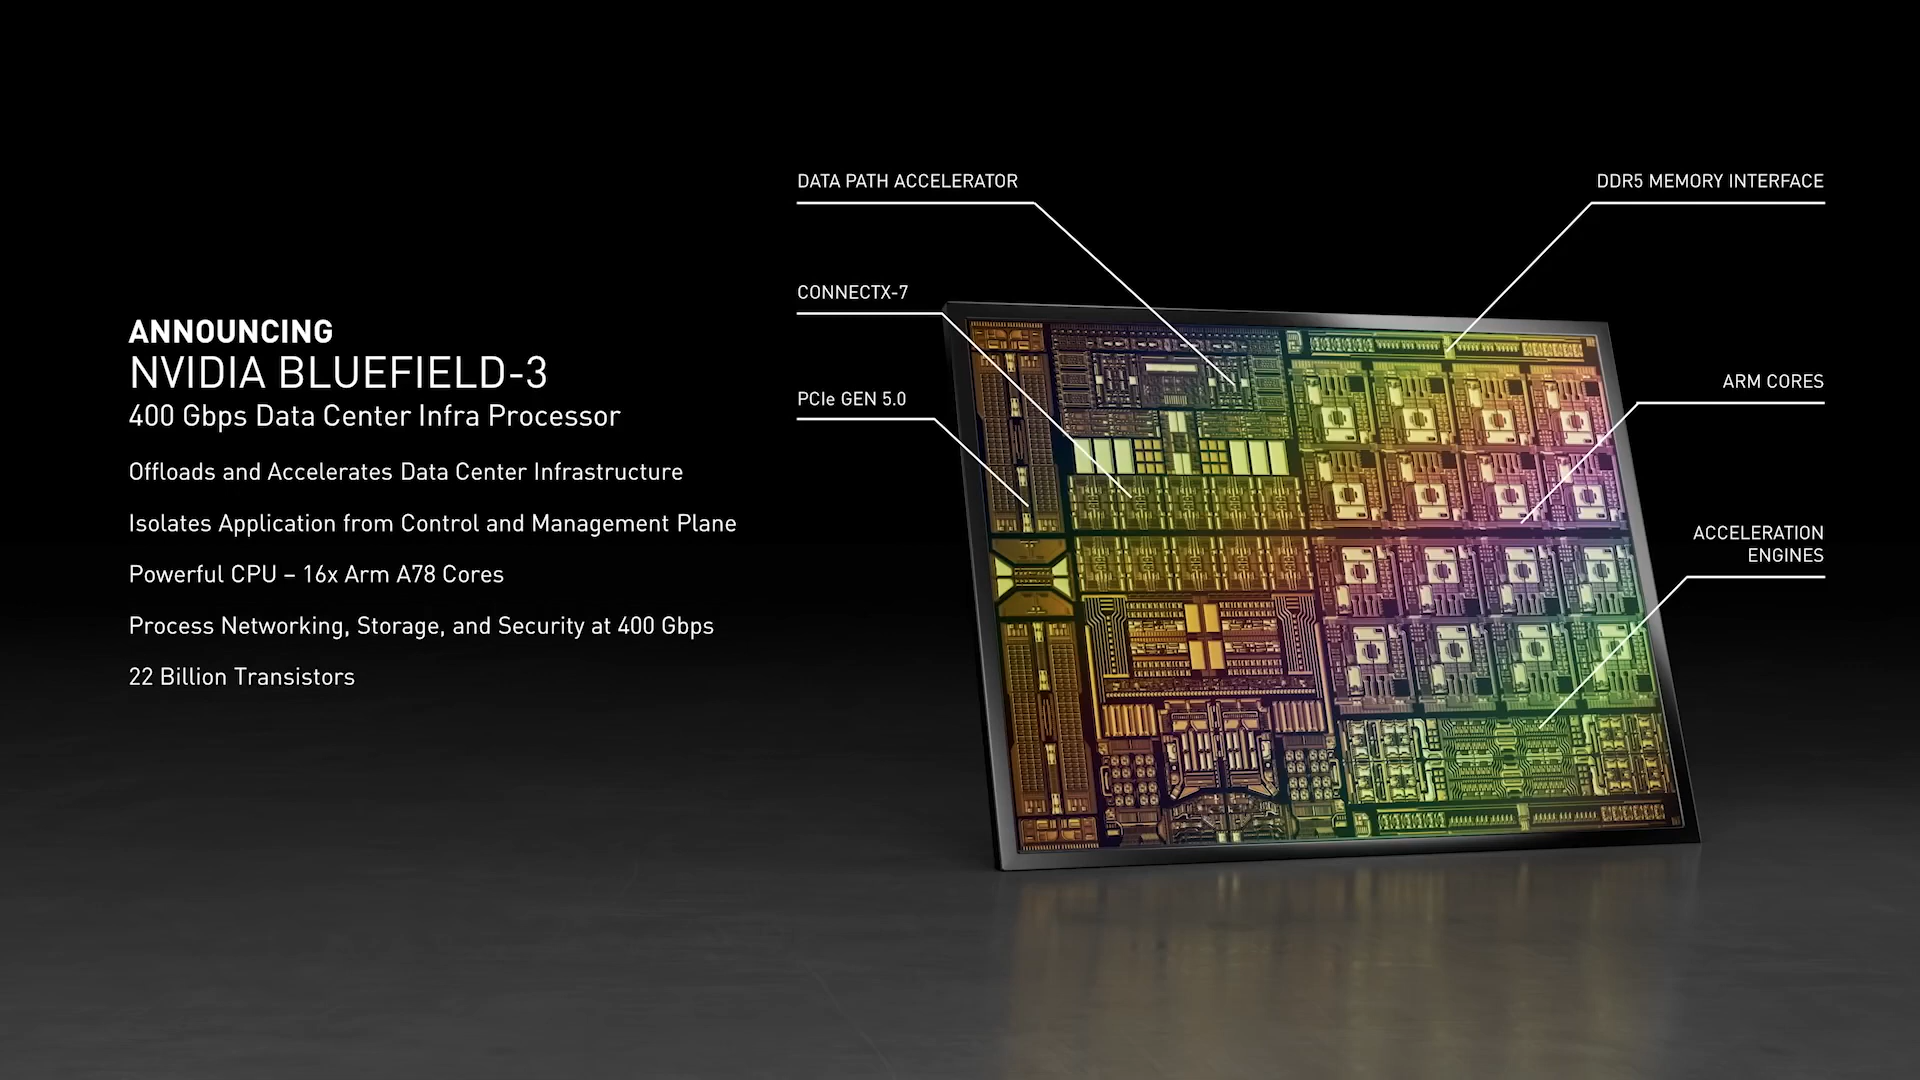 ANNOUNCING
NVIDIA BLUEFIELD-3
400 Gbps Data Center Infra Processor
Offloads and Accelerates Data Center Infrastructure
Isolates Application from Control and Management Plane
Powerful CPU – 16x Arm A78 Cores
Process Networking, Storage, and Security at 400 Gbps
22 Billion Transistors
DATA PATH ACCELERATOR
CONNECTX-7
PCIe GEN 5.0
DDR5 MEMORY INTERFACE
ARM CORES
ACCELERATION
ENGINES